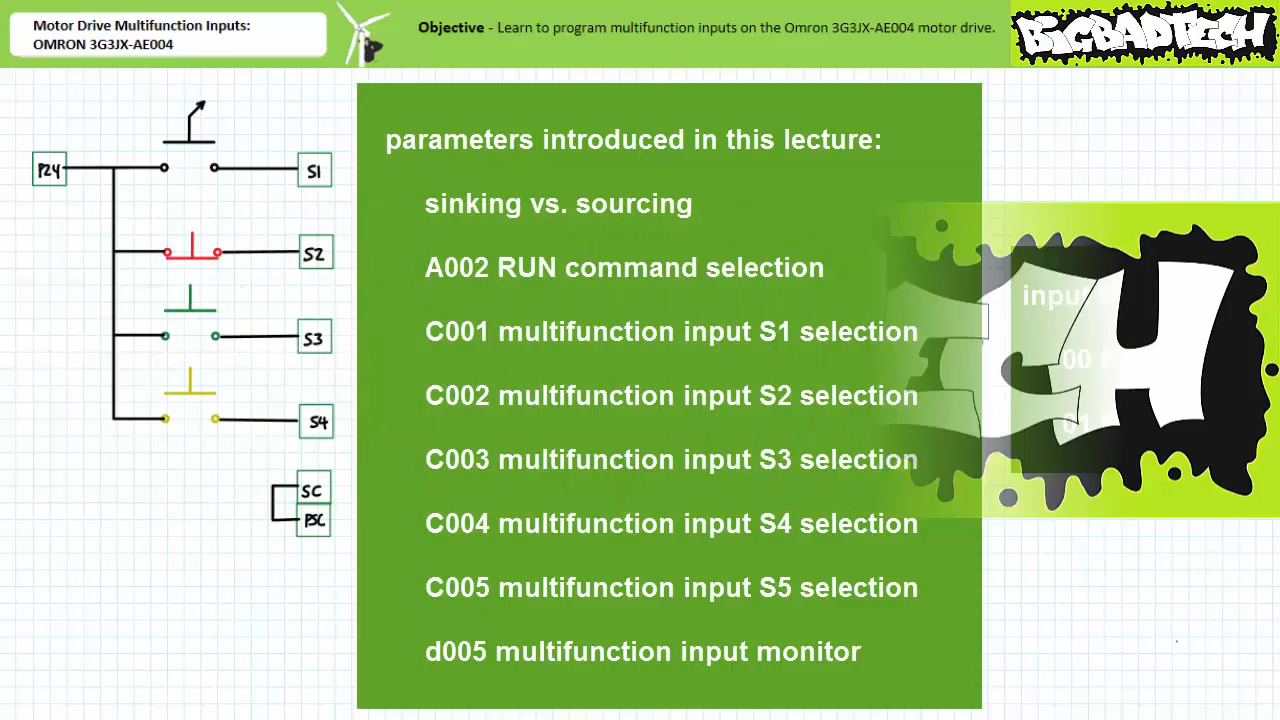 Motor Drive Multifunction Inputs:
OMRON 3G3JX-AE004
Objective - Learn to program multifunction inputs on the Omron 3G3JX-AE004 motor drive.
BIGBADTECH
P24
S1
S2
S3
S4
SC
PSC
parameters introduced in this lecture:
sinking vs. sourcing
A002 RUN command selection
C001 multifunction input S1 selection
C002 multifunction input S2 selection
C003 multifunction input S3 selection
C004 multifunction input S4 selection
C005 multifunction input S5 selection
d005 multifunction input monitor
input
00
01